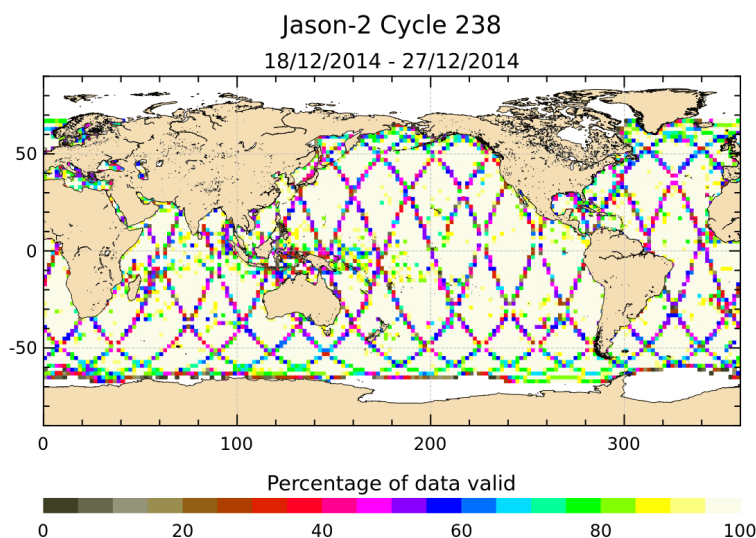 Jason-2 Cycle 238
18/12/2014 - 27/12/2014
50
0
-50
0 100 200 300
Percentage of data valid
0 20 40 60 80 100